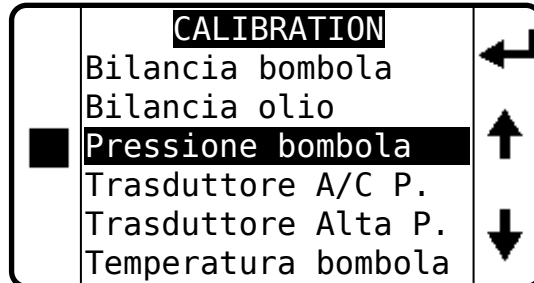 CALIBRATION
Bilancia bombola
Bilancia olio
Pressione bombola
Trasduttore A/C P.
Trasduttore Alta P.
Temperatura bombola